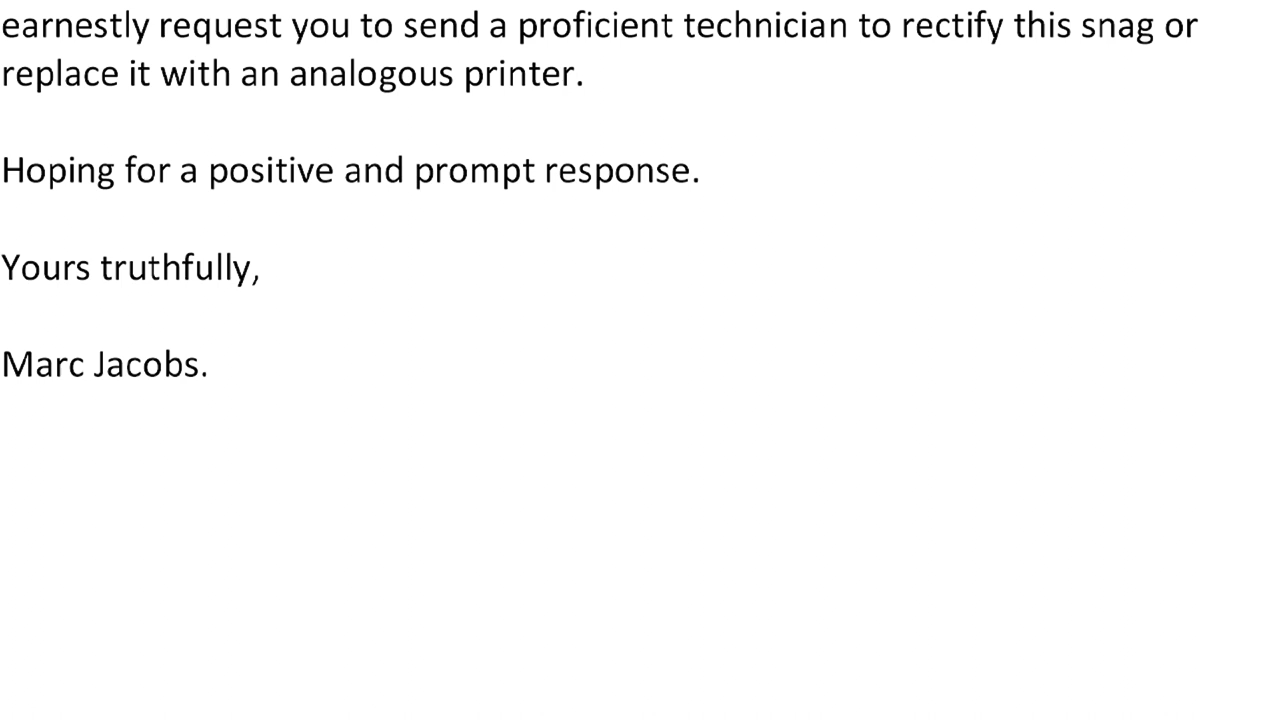 earnestly request you to send a proficient technician to rectify this snag or
replace it with an analogous printer.
Hoping for a positive and prompt response.
Yours truthfully,
Marc Jacobs.